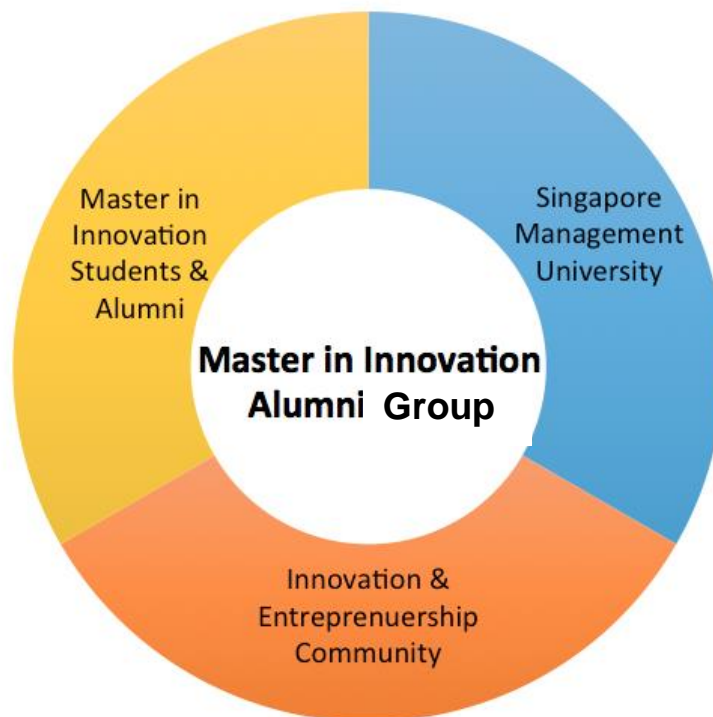 Master in
Innovation
Students &
Alumni
Singapore
Management
University
Master in Innovation
Alumni Group
Innovation &
Entreprenuership
Community